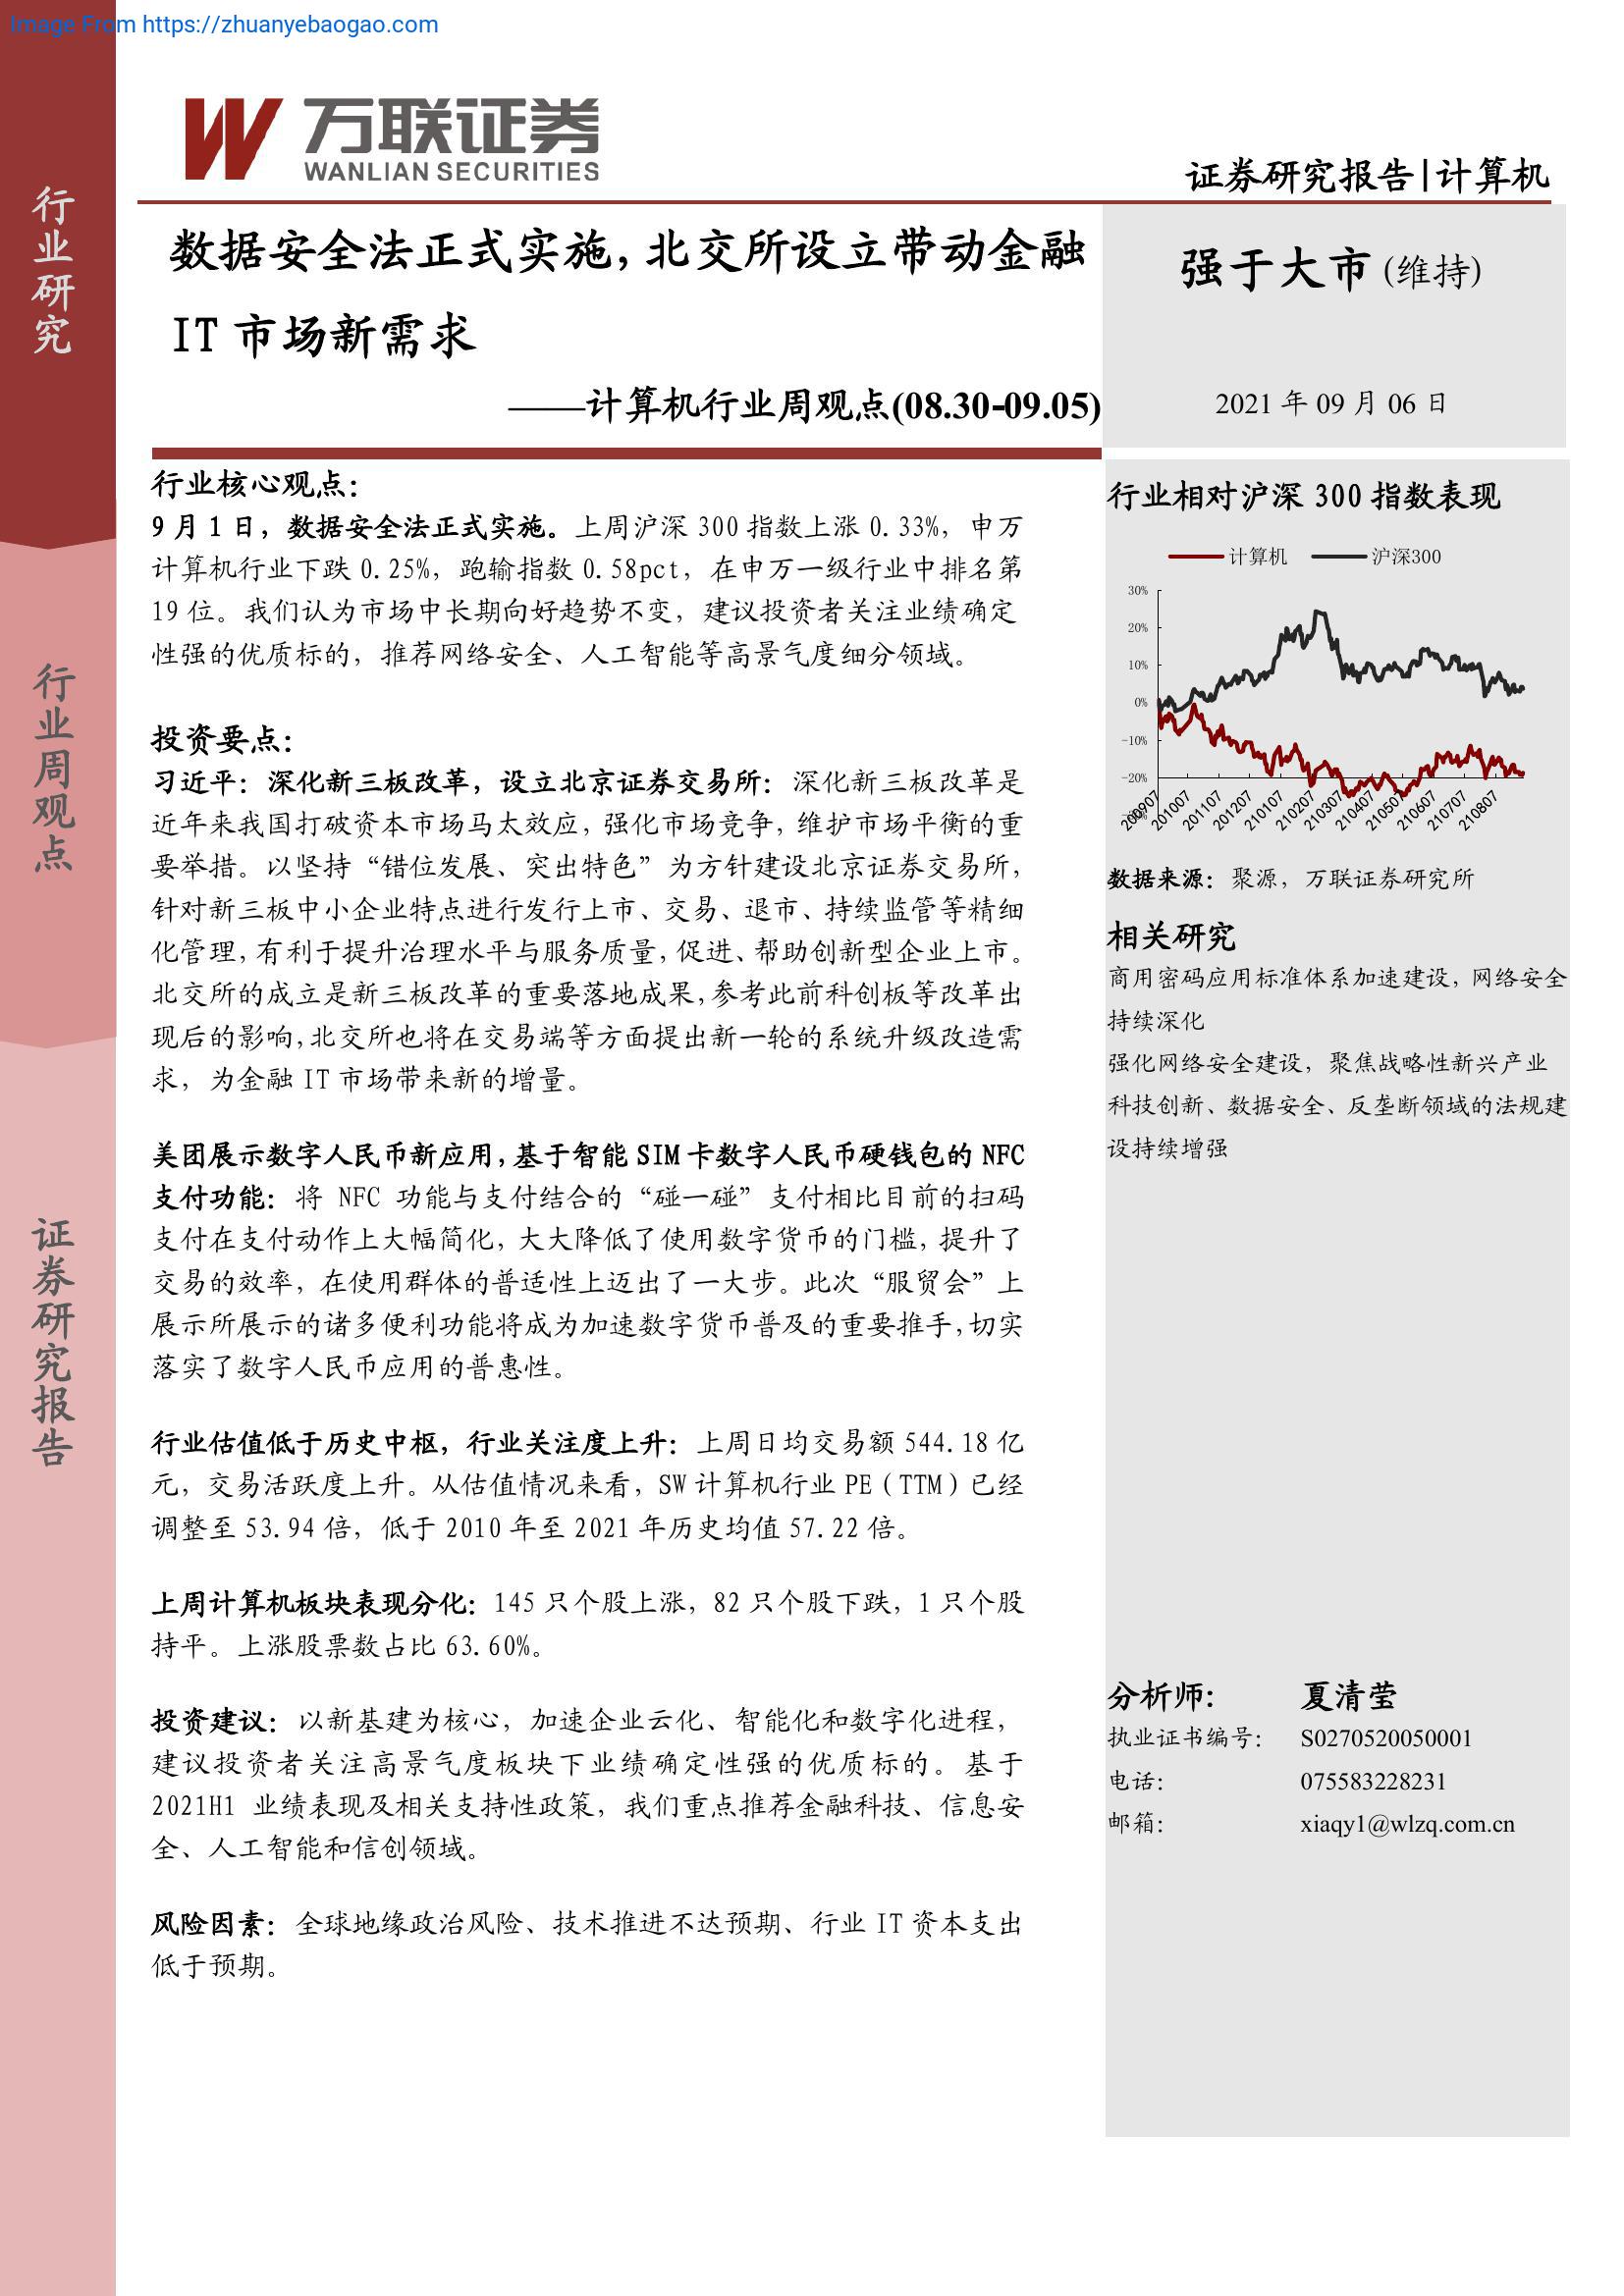 Image From https://zhuanyebaogao.com
万联证券
WANLIAN SECURITIES
证券研究报告|计算机
行业研究
行业周观点
证券研究报告
数据安全法正式实施,北交所设立带动金融
IT 市场新需求
——计算机行业周观点(08.30-09.05)
强于大市(维持)
2021 年 09 月 06 日
行业核心观点:
9 月 1 日,数据安全法正式实施。上周沪深 300 指数上涨 0.33%,申万
计算机行业下跌 0.25%,跑输指数 0.58pct,在申万一级行业中排名第
19 位。我们认为市场中长期向好趋势不变,建议投资者关注业绩确定
性强的优质标的,推荐网络安全、人工智能等高景气度细分领域。
投资要点:
习近平:深化新三板改革,设立北京证券交易所:深化新三板改革是
近年来我国打破资本市场马太效应,强化市场竞争,维护市场平衡的重
要举措。以坚持“错位发展、突出特色”为方针建设北京证券交易所,
针对新三板中小企业特点进行发行上市、交易、退市、持续监管等精细
化管理,有利于提升治理水平与服务质量,促进、帮助创新型企业上市。
北交所的成立是新三板改革的重要落地成果,参考此前科创板等改革出
现后的影响,北交所也将在交易端等方面提出新一轮的系统升级改造需
求,为金融 IT 市场带来新的增量。
美团展示数字人民币新应用,基于智能 SIM 卡数字人民币硬钱包的 NFC
支付功能:将 NFC 功能与支付结合的“碰一碰”支付相比目前的扫码
支付在支付动作上大幅简化,大大降低了使用数字货币的门槛,提升了
交易的效率,在使用群体的普适性上迈出了一大步。此次“服贸会”上
展示所展示的诸多便利功能将成为加速数字货币普及的重要推手,切实
落实了数字人民币应用的普惠性。
行业估值低于历史中枢,行业关注度上升:上周日均交易额 544.18 亿
元,交易活跃度上升。从估值情况来看,SW 计算机行业 PE(TTM)已经
调整至 53.94 倍,低于 2010 年至 2021 年历史均值 57.22 倍。
上周计算机板块表现分化:145 只个股上涨,82 只个股下跌,1 只个股
持平。上涨股票数占比 63.60%。
投资建议:以新基建为核心,加速企业云化、智能化和数字化进程,
建议投资者关注高景气度板块下业绩确定性强的优质标的。基于
2021H1 业绩表现及相关支持性政策,我们重点推荐金融科技、信息安
全、人工智能和信创领域。
风险因素:全球地缘政治风险、技术推进不达预期、行业 IT 资本支出
低于预期。
行业相对沪深 300 指数表现
计算机 沪深300
30%
20%
10%
0%
-10%
-20%
200907 201007 201107 201207 210107 210207 210307 210407 210507 210607 210707 210807
数据来源:聚源,万联证券研究所
相关研究
商用密码应用标准体系加速建设,网络安全
持续深化
强化网络安全建设,聚焦战略性新兴产业
科技创新、数据安全、反垄断领域的法规建
设持续增强
分析师: 夏清莹
执业证书编号: S0270520050001
电话: 075583228231
邮箱: xiaqy1@wlzq.com.cn